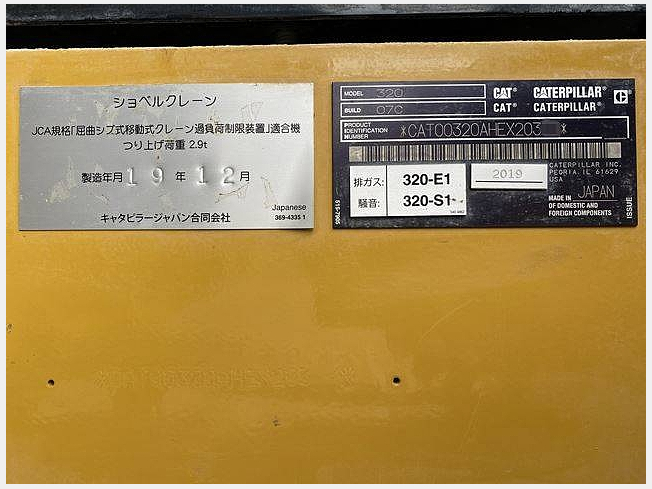 ショベルクレーン
JCA規格「屈曲ジブ式移動式クレーン過負荷制限装置」適合機
つり上げ荷重 2.9t
製造年月 19 年 12 月
キャタピラージャパン合同会社
Japanese
369-4335 1
MODEL 320 CAT CATERPILLAR
BUILD 07C CAT CATERPILLAR
PRODUCT
IDENTIFICATION
NUMBER
*CAT00320AHEX203
排ガス: 320-E1
騒音: 320-S1
2019
CATERPILLAR INC.
PEORIA, IL 61629
USA
MADE IN JAPAN
OF DOMESTIC AND
FOREIGN COMPONENTS
ISSUE